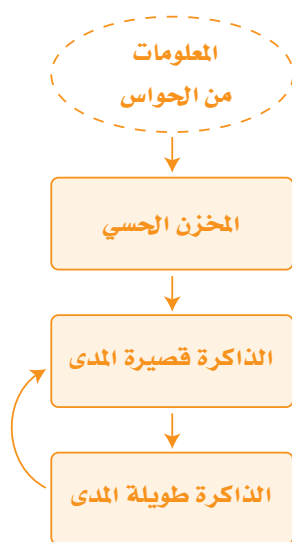 المعلومات
من الحواس
المخزن الحسي
الذاكرة قصيرة المدى
الذاكرة طويلة المدى